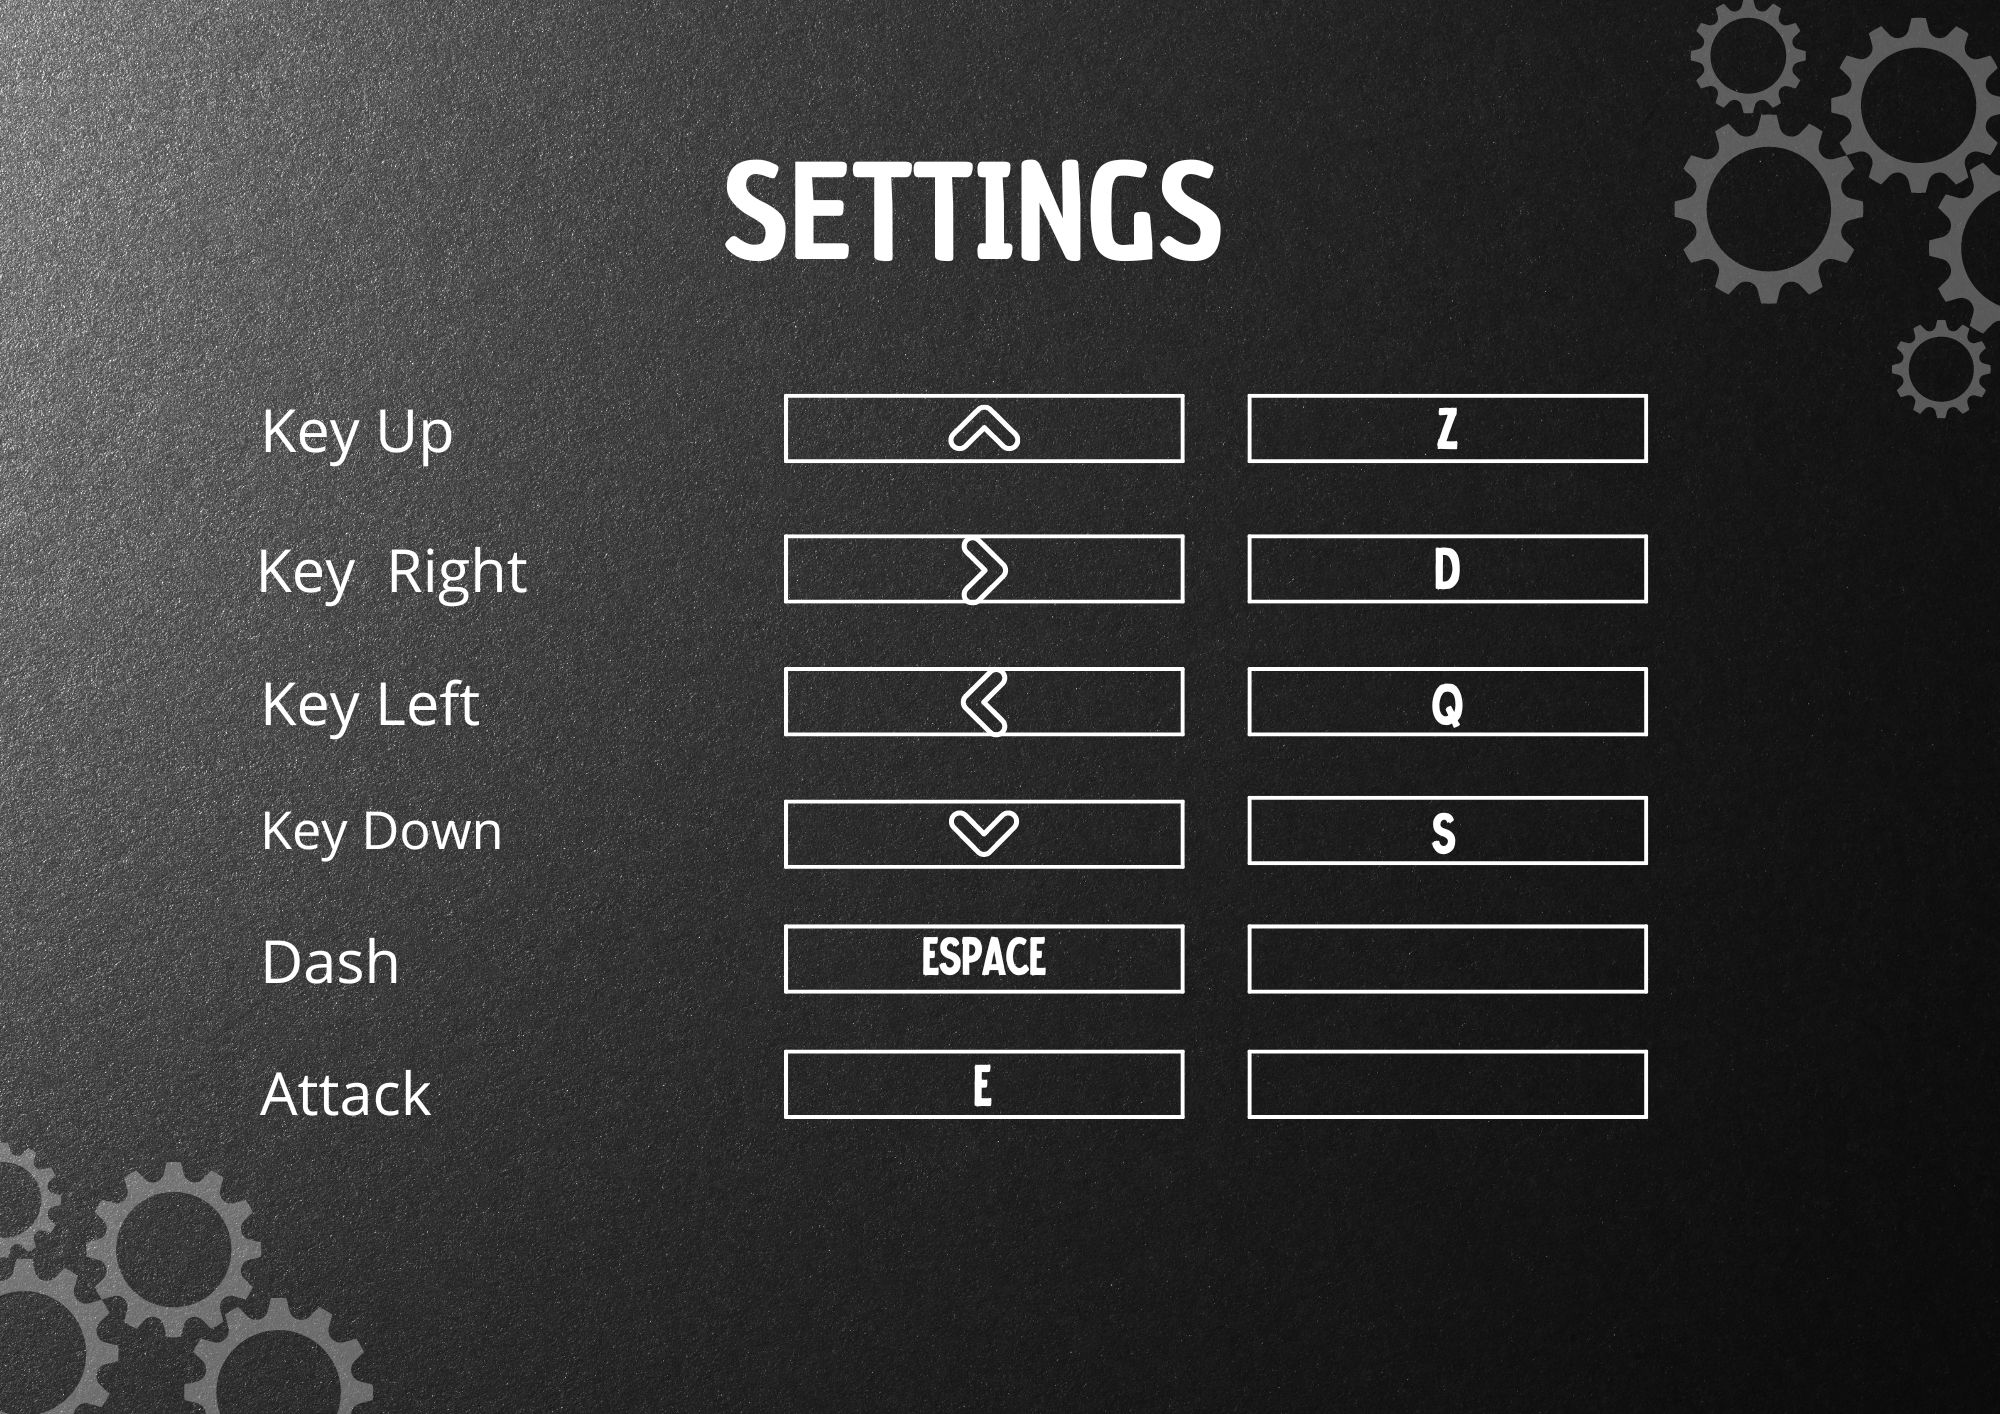 SETTINGS
Key Up Z
Key Right D
Key Left Q
Key Down S
Dash ESPACE
Attack E